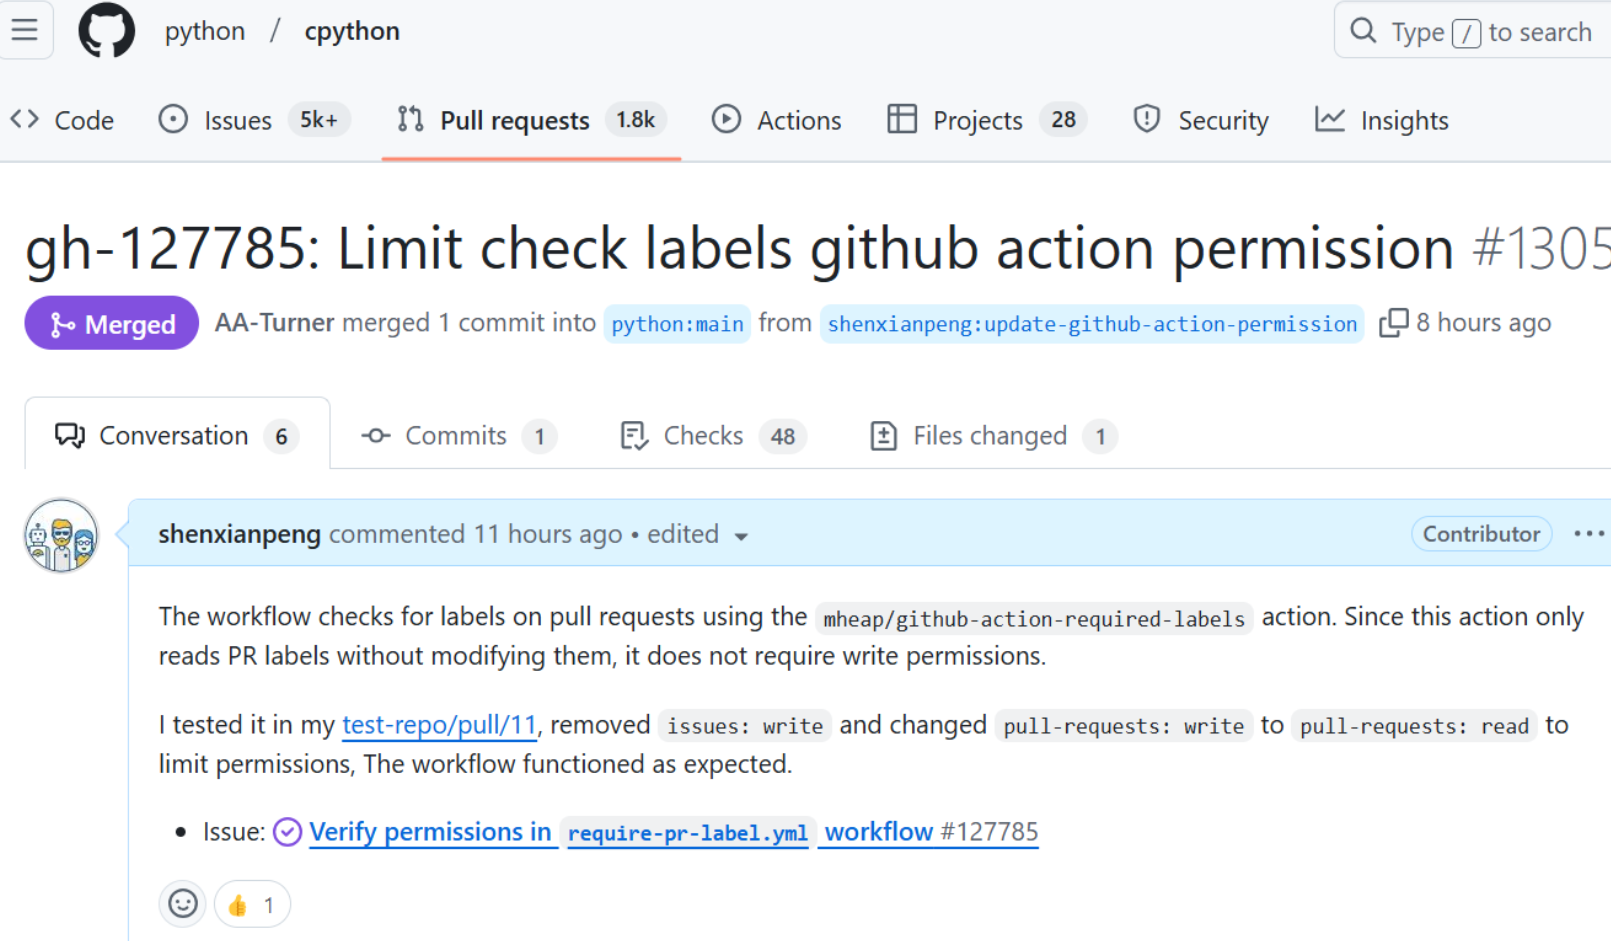 python / cpython
Type / to search
Code Issues 5k+ Pull requests 1.8k Actions Projects 28 Security Insights
gh-127785: Limit check labels github action permission #1305
Merged AA-Turner merged 1 commit into python:main from shenxianpeng:update-github-action-permission 8 hours ago
Conversation 6 Commits 1 Checks 48 Files changed 1
shenxianpeng commented 11 hours ago • edited Contributor
The workflow checks for labels on pull requests using the mheap/github-action-required-labels action. Since this action only
reads PR labels without modifying them, it does not require write permissions.
I tested it in my test-repo/pull/11, removed issues: write and changed pull-requests: write to pull-requests: read to
limit permissions, The workflow functioned as expected.
• Issue: Verify permissions in require-pr-label.yml workflow #127785
👍 1